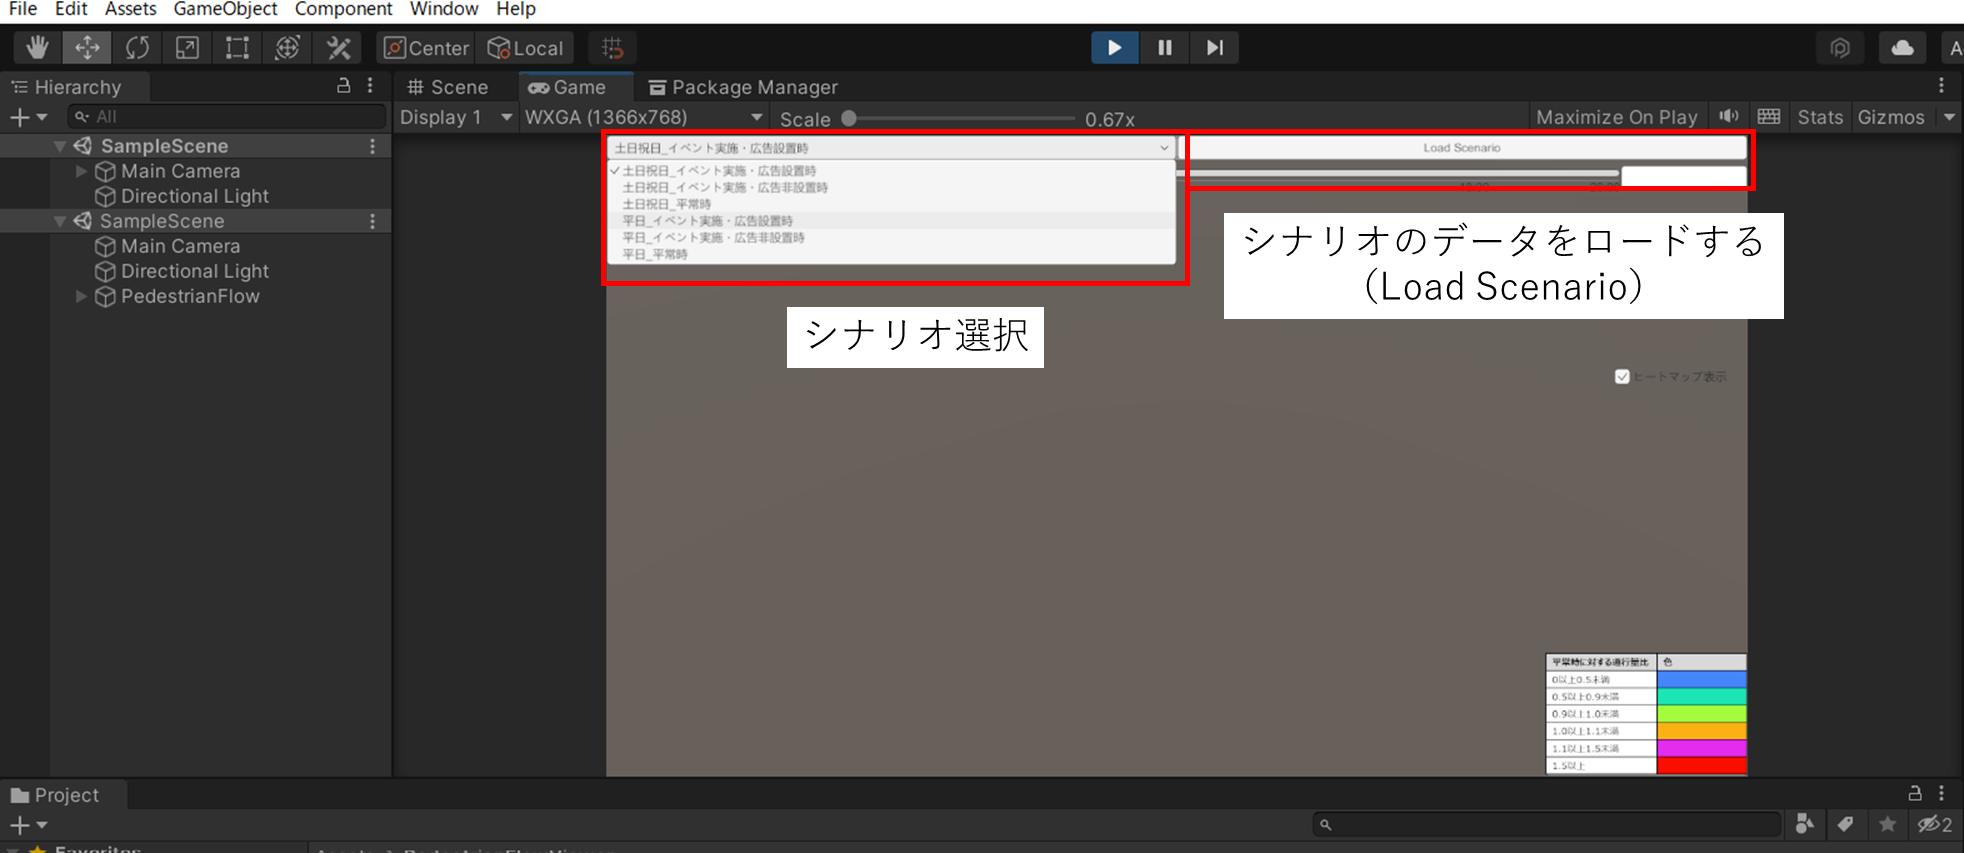 File Edit Assets GameObject Component Window Help
Center Local
Hierarchy
Scene Game Package Manager
All
Display 1 WXGA (1366x768) Scale 0.67x Maximize On Play Stats Gizmos
SampleScene
Main Camera
Directional Light
SampleScene
Main Camera
Directional Light
PedestrianFlow
土日祝日_イベント実施・広告設置時
Load Scenario
土日祝日_イベント実施・広告設置時
土日祝日_イベント実施・広告非設置時
土日祝日_平常時
平日_イベント実施・広告設置時
平日_イベント実施・広告非設置時
平日_平常時
シナリオのデータをロードする
(Load Scenario)
シナリオ選択
ヒートマップ表示
平常時に対する通行量比 色
0以上0.5未満
0.5以上0.9未満
0.9以上1.0未満
1.0以上1.1未満
1.1以上1.5未満
1.5以上
Project
2
Favorites